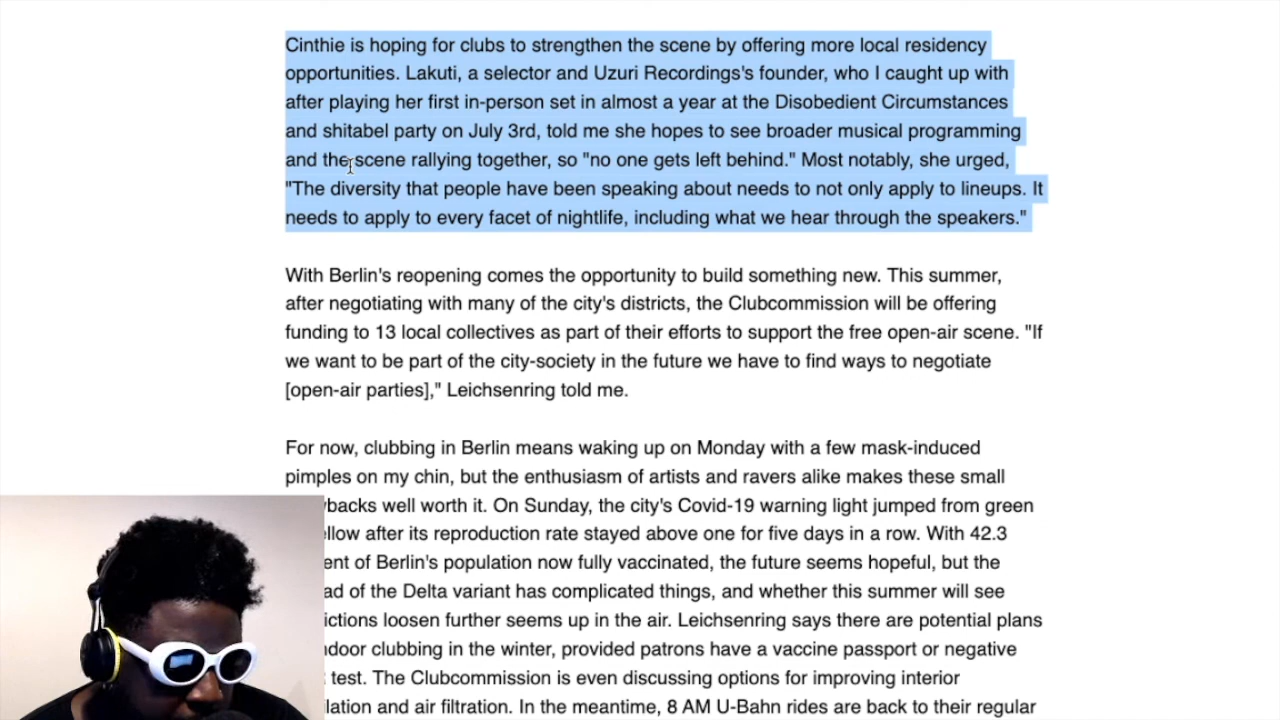 Cinthie is hoping for clubs to strengthen the scene by offering more local residency
opportunities. Lakuti, a selector and Uzuri Recordings's founder, who I caught up with
after playing her first in-person set in almost a year at the Disobedient Circumstances
and shitabel party on July 3rd, told me she hopes to see broader musical programming
and the scene rallying together, so "no one gets left behind." Most notably, she urged,
"The diversity that people have been speaking about needs to not only apply to lineups. It
needs to apply to every facet of nightlife, including what we hear through the speakers."
With Berlin's reopening comes the opportunity to build something new. This summer,
after negotiating with many of the city's districts, the Clubcommission will be offering
funding to 13 local collectives as part of their efforts to support the free open-air scene. "If
we want to be part of the city-society in the future we have to find ways to negotiate
[open-air parties]," Leichsenring told me.
For now, clubbing in Berlin means waking up on Monday with a few mask-induced
pimples on my chin, but the enthusiasm of artists and ravers alike makes these small
well worth it. On Sunday, the city's Covid-19 warning light jumped from green
after its reproduction rate stayed above one for five days in a row. With 42.3
of Berlin's population now fully vaccinated, the future seems hopeful, but the
of the Delta variant has complicated things, and whether this summer will see
loosen further seems up in the air. Leichsenring says there are potential plans
clubbing in the winter, provided patrons have a vaccine passport or negative
test. The Clubcommission is even discussing options for improving interior
and air filtration. In the meantime, 8 AM U-Bahn rides are back to their regular